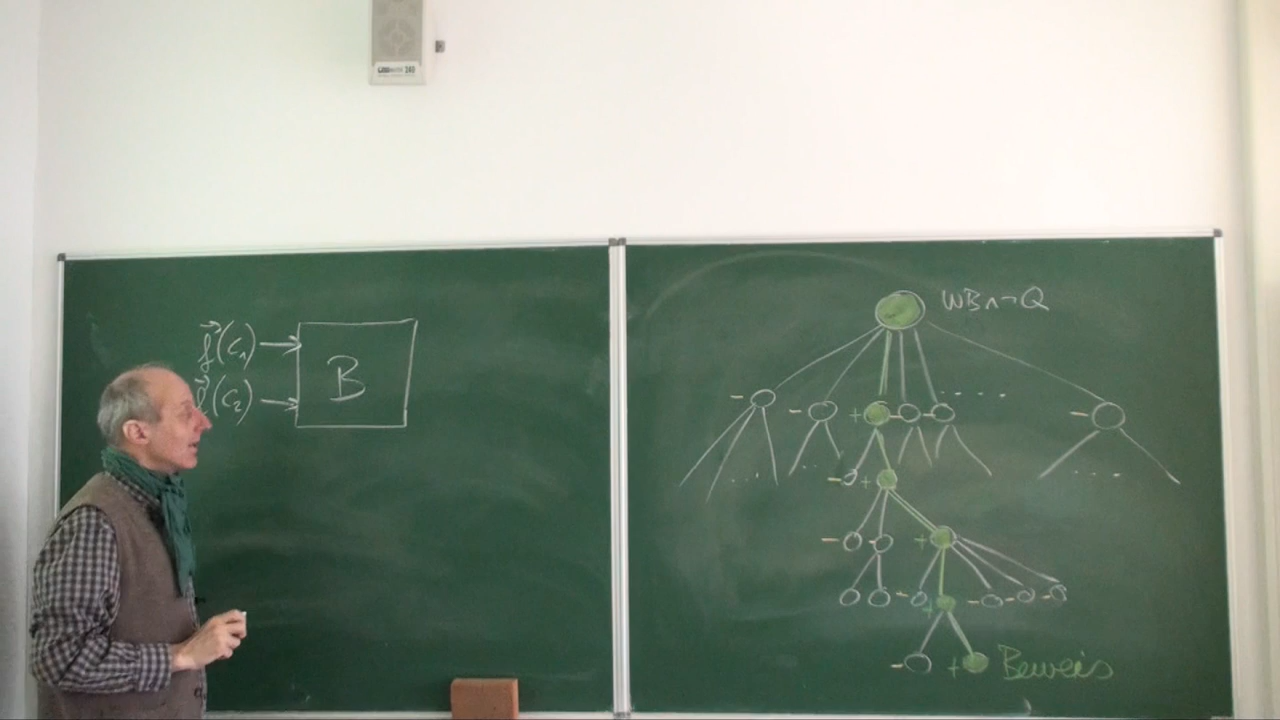 f⃗(C₁)
f⃗(C₂)
B
WB∧¬Q
- - + - -
....
... .... ....
- +
- - +
- + - - -
- + Beweis